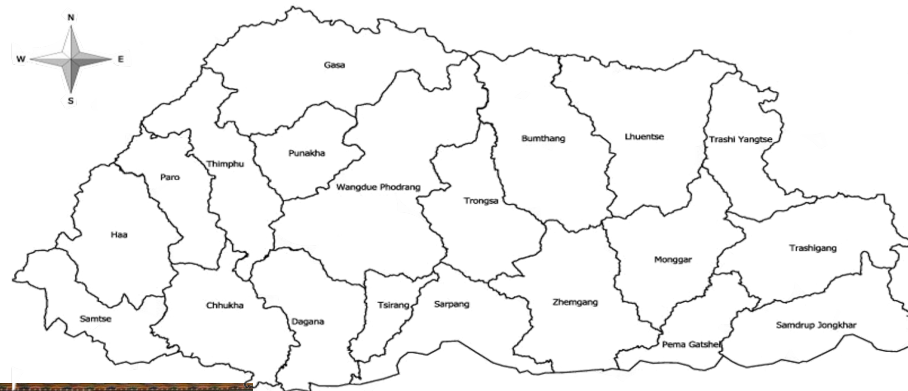 N
W E
S
Gasa
Punakha
Thimphu
Paro
Wangdue Phodrang
Haa
Trongsa
Bumthang
Lhuentse
Trashi Yangtse
Trashigang
Monggar
Zhemgang
Samtse
Chhukha
Dagana
Tsirang
Sarpang
Pema Gatshel
Samdrup Jongkhar